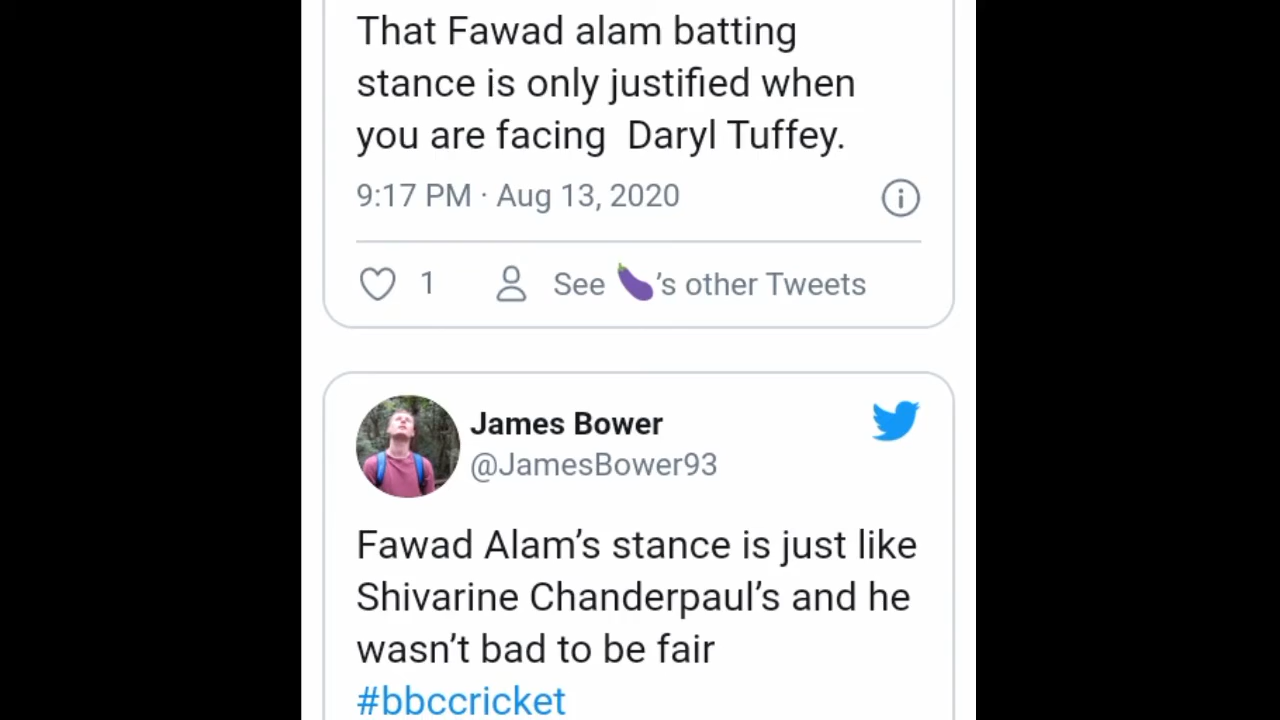 That Fawad alam batting
stance is only justified when
you are facing  Daryl Tuffey.
9:17 PM · Aug 13, 2020
1 See 🍆's other Tweets
James Bower
@JamesBower93
Fawad Alam’s stance is just like
Shivarine Chanderpaul’s and he
wasn’t bad to be fair
#bbccricket